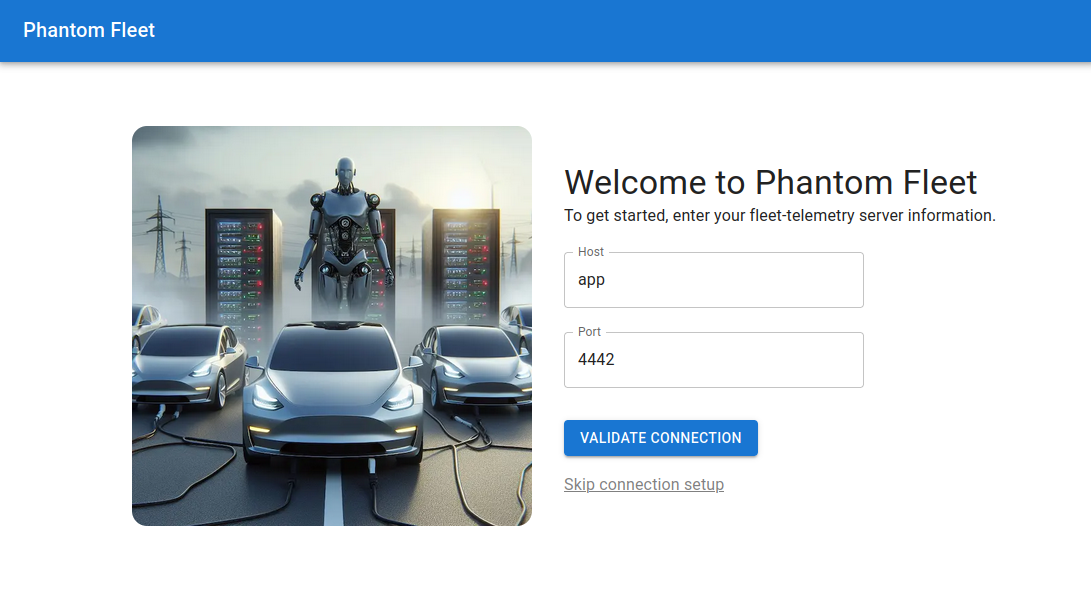 Phantom Fleet
Welcome to Phantom Fleet
To get started, enter your fleet-telemetry server information.
Host
app
Port
4442
VALIDATE CONNECTION
Skip connection setup